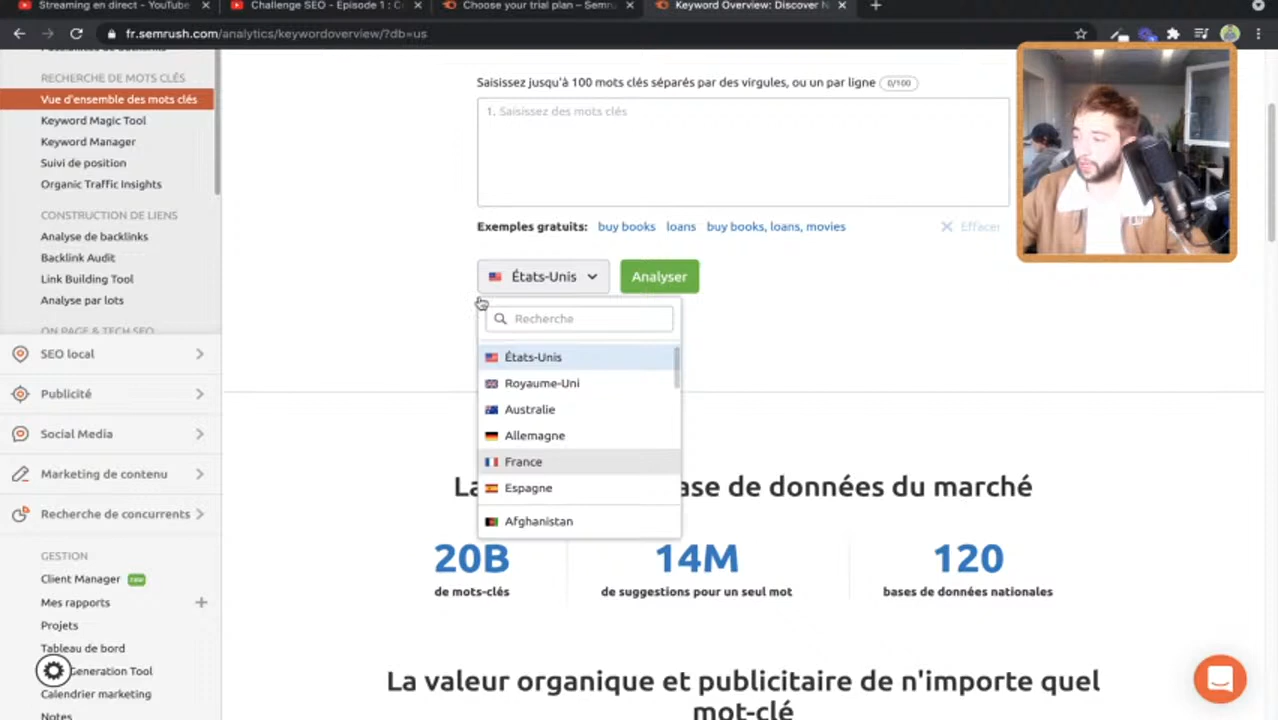 Streaming en direct - YouTube
Challenge SEO - Episode 1 :
Choose your trial plan – Semru
Keyword Overview: Discover N
fr.semrush.com/analytics/keywordoverview/?db=us
RECHERCHE DE MOTS CLÉS
Vue d'ensemble des mots clés
Keyword Magic Tool
Keyword Manager
Suivi de position
Organic Traffic Insights
CONSTRUCTION DE LIENS
Analyse de backlinks
Backlink Audit
Link Building Tool
Analyse par lots
ON PAGE & TECH SEO
SEO local
Publicité
Social Media
Marketing de contenu
Recherche de concurrents
GESTION
Client Manager
Mes rapports
Projets
Tableau de bord
Generation Tool
Calendrier marketing
Notes
Saisissez jusqu'à 100 mots clés séparés par des virgules, ou un par ligne 0/100
1. Saisissez des mots clés
Exemples gratuits: buy books loans buy books, loans, movies
Effacer
États-Unis
Analyser
Recherche
États-Unis
Royaume-Uni
Australie
Allemagne
France
Espagne
Afghanistan
ase de données du marché
20B
de mots-clés
14M
de suggestions pour un seul mot
120
bases de données nationales
La valeur organique et publicitaire de n'importe quel
mot-clé